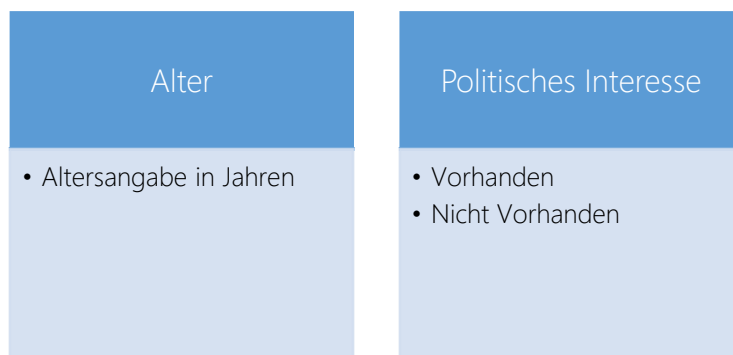 Alter
• Altersangabe in Jahren
Politisches Interesse
• Vorhanden
• Nicht Vorhanden